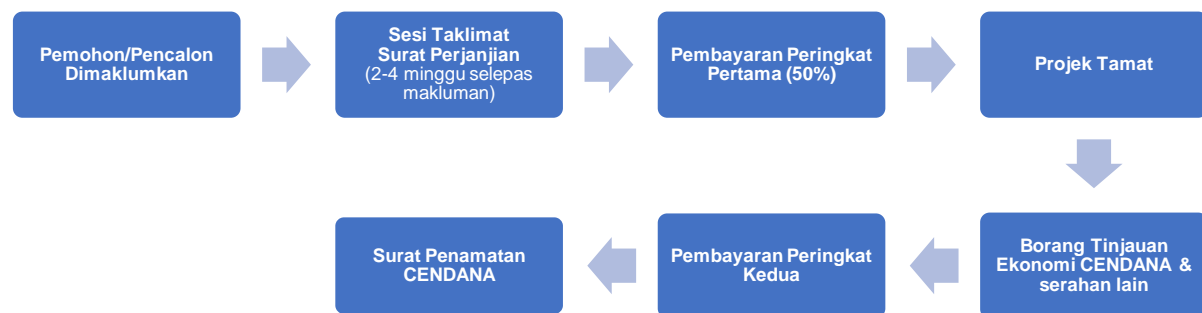 Pemohon/Pencalon
Dimaklumkan
Sesi Taklimat
Surat Perjanjian
(2-4 minggu selepas
makluman)
Pembayaran Peringkat
Pertama (50%)
Projek Tamat
Borang Tinjauan
Ekonomi CENDANA &
serahan lain
Pembayaran Peringkat
Kedua
Surat Penamatan
CENDANA